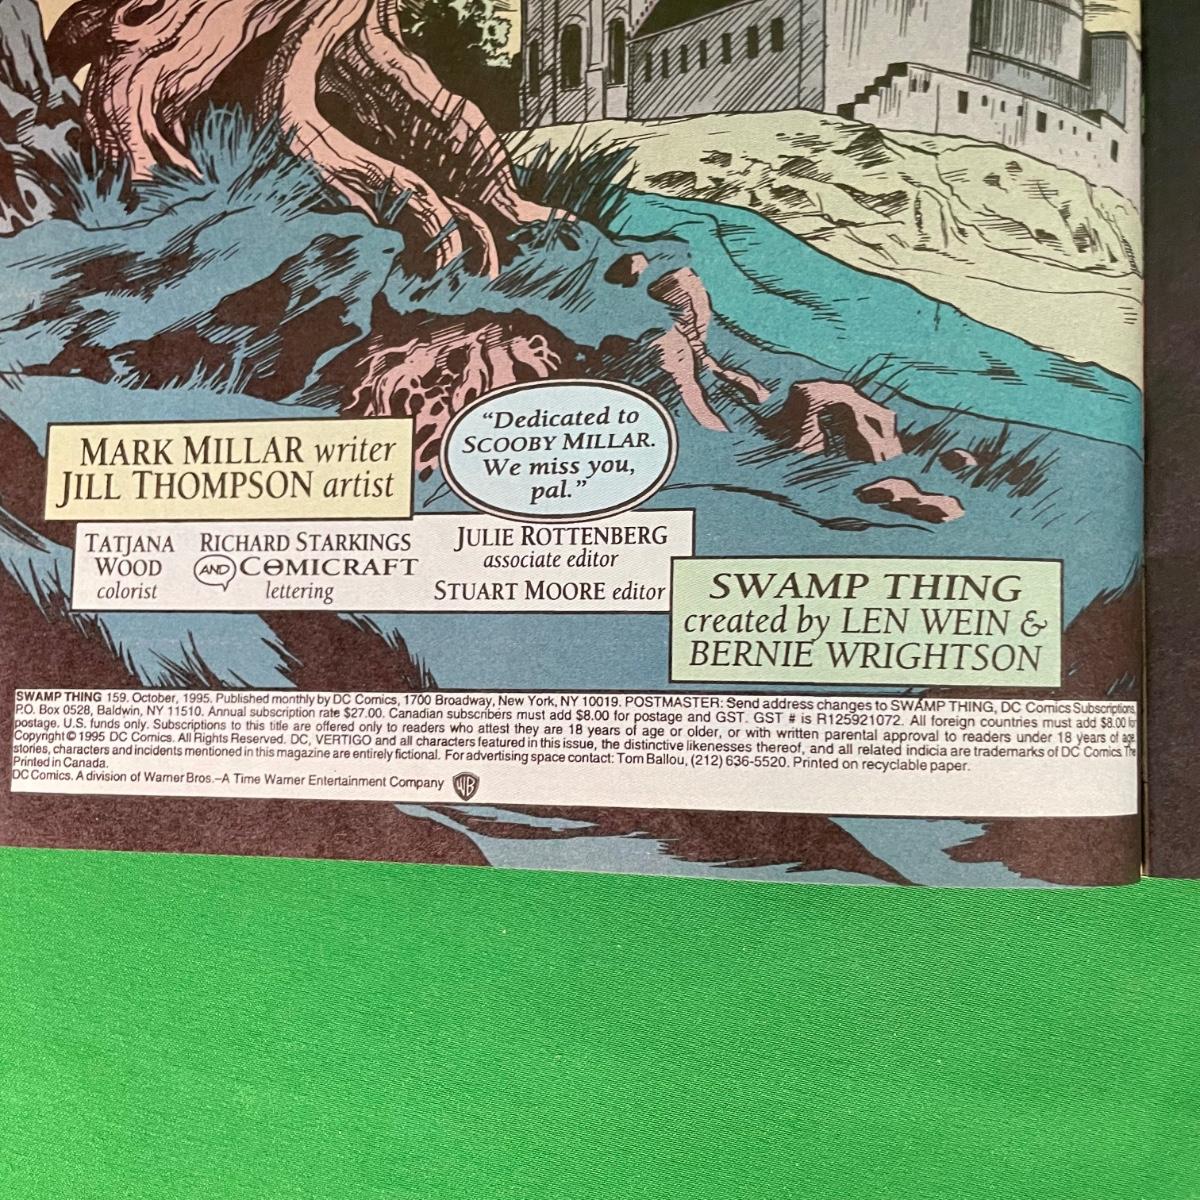 MARK MILLAR writer
JILL THOMPSON artist
"Dedicated to
SCOOBY MILLAR.
We miss you,
pal."
TATJANA
WOOD
colorist
RICHARD STARKINGS
AND COMICRAFT
lettering
JULIE ROTTENBERG
associate editor
STUART MOORE editor
SWAMP THING
created by LEN WEIN &
BERNIE WRIGHTSON
SWAMP THING 159. October, 1995. Published monthly by DC Comics, 1700 Broadway, New York, NY 10019. POSTMASTER: Send address changes to SWAMP THING, DC Comics Subscriptions,
P.O. Box 0528, Baldwin, NY 11510. Annual subscription rate $27.00. Canadian subscribers must add $8.00 for postage and GST. GST # is R125921072. All foreign countries must add $8.00 for
postage. U.S. funds only. Subscriptions to this title are offered only to readers who attest they are 18 years of age or older, or with written parental approval to readers under 18 years of age.
Copyright © 1995 DC Comics. All Rights Reserved. DC, VERTIGO and all characters featured in this issue, the distinctive likenesses thereof, and all related indicia are trademarks of DC Comics. The
stories, characters and incidents mentioned in this magazine are entirely fictional. For advertising space contact: Tom Ballou, (212) 636-5520. Printed on recyclable paper.
Printed in Canada.
DC Comics. A division of Warner Bros.–A Time Warner Entertainment Company WB